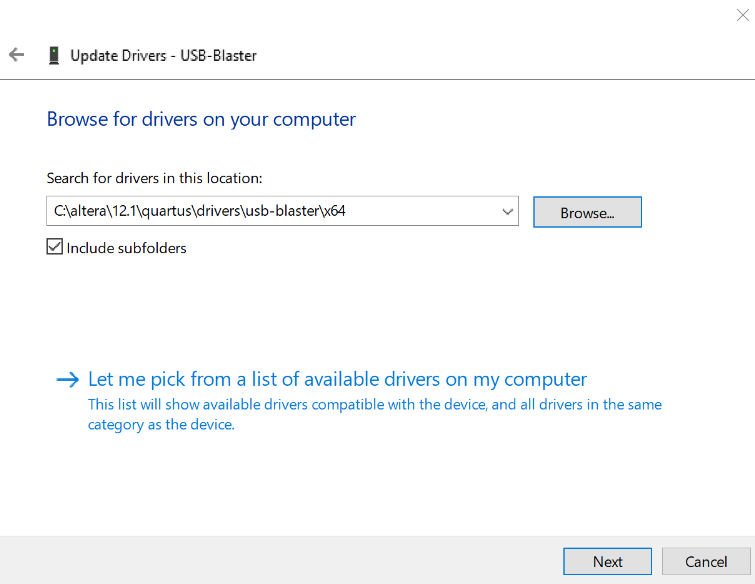 Update Drivers - USB-Blaster
Browse for drivers on your computer
Search for drivers in this location:
C:\altera\12.1\quartus\drivers\usb-blaster\x64
Browse...
Include subfolders
Let me pick from a list of available drivers on my computer
This list will show available drivers compatible with the device, and all drivers in the same
category as the device.
Next
Cancel